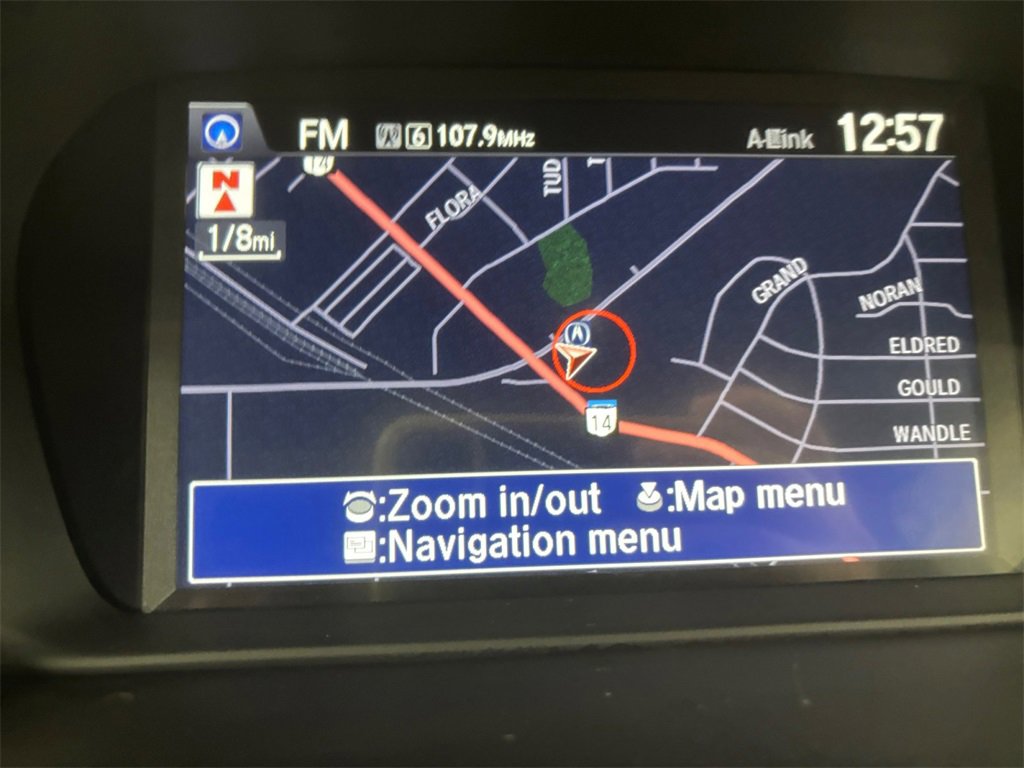 FM 6 107.9MHz A-Link 12:57
14
N
1/8mi
FLORA
TUD
T
GRAND
NORAN
ELDRED
GOULD
14
WANDLE
:Zoom in/out :Map menu
:Navigation menu